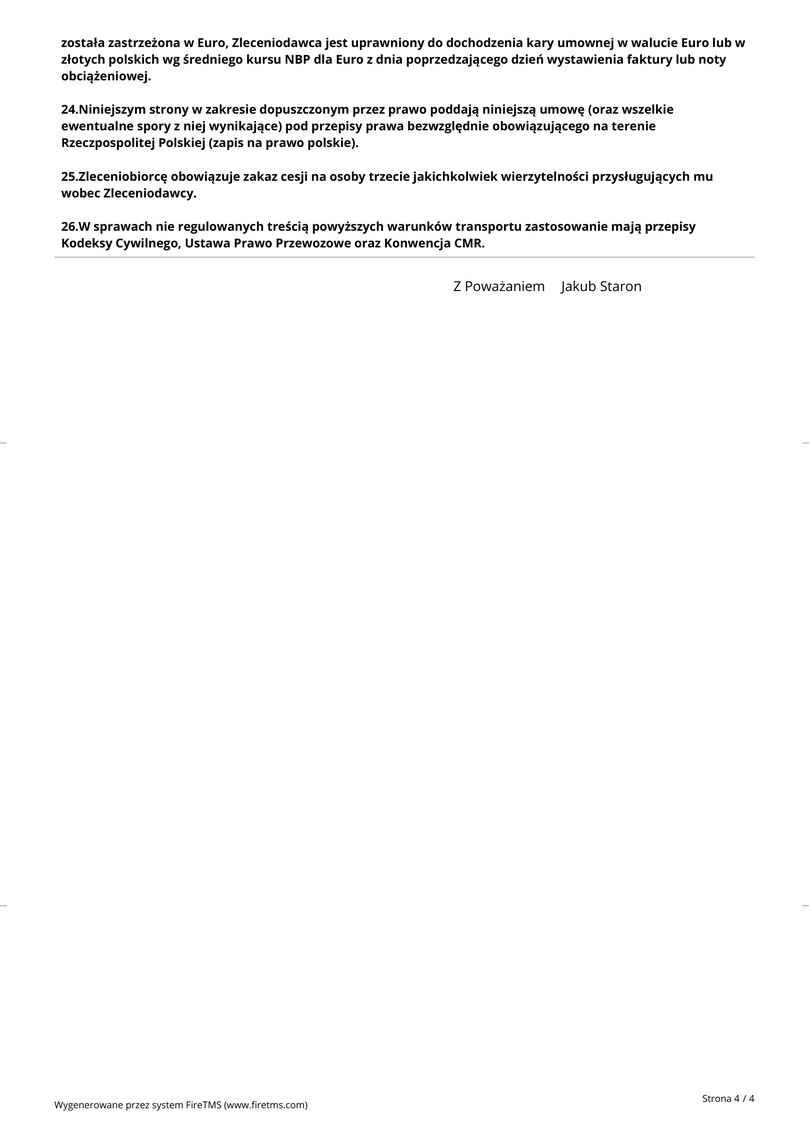 została zastrzeżona w Euro, Zleceniodawca jest uprawniony do dochodzenia kary umownej w walucie Euro lub w
złotych polskich wg średniego kursu NBP dla Euro z dnia poprzedzającego dzień wystawienia faktury lub noty
obciążeniowej.
24.Niniejszym strony w zakresie dopuszczonym przez prawo poddają niniejszą umowę (oraz wszelkie
ewentualne spory z niej wynikające) pod przepisy prawa bezwzględnie obowiązującego na terenie
Rzeczpospolitej Polskiej (zapis na prawo polskie).
25.Zleceniobiorcę obowiązuje zakaz cesji na osoby trzecie jakichkolwiek wierzytelności przysługujących mu
wobec Zleceniodawcy.
26.W sprawach nie regulowanych treścią powyższych warunków transportu zastosowanie mają przepisy
Kodeksy Cywilnego, Ustawa Prawo Przewozowe oraz Konwencja CMR.
Z Poważaniem Jakub Staron
Wygenerowane przez system FireTMS (www.firetms.com)
Strona 4 / 4